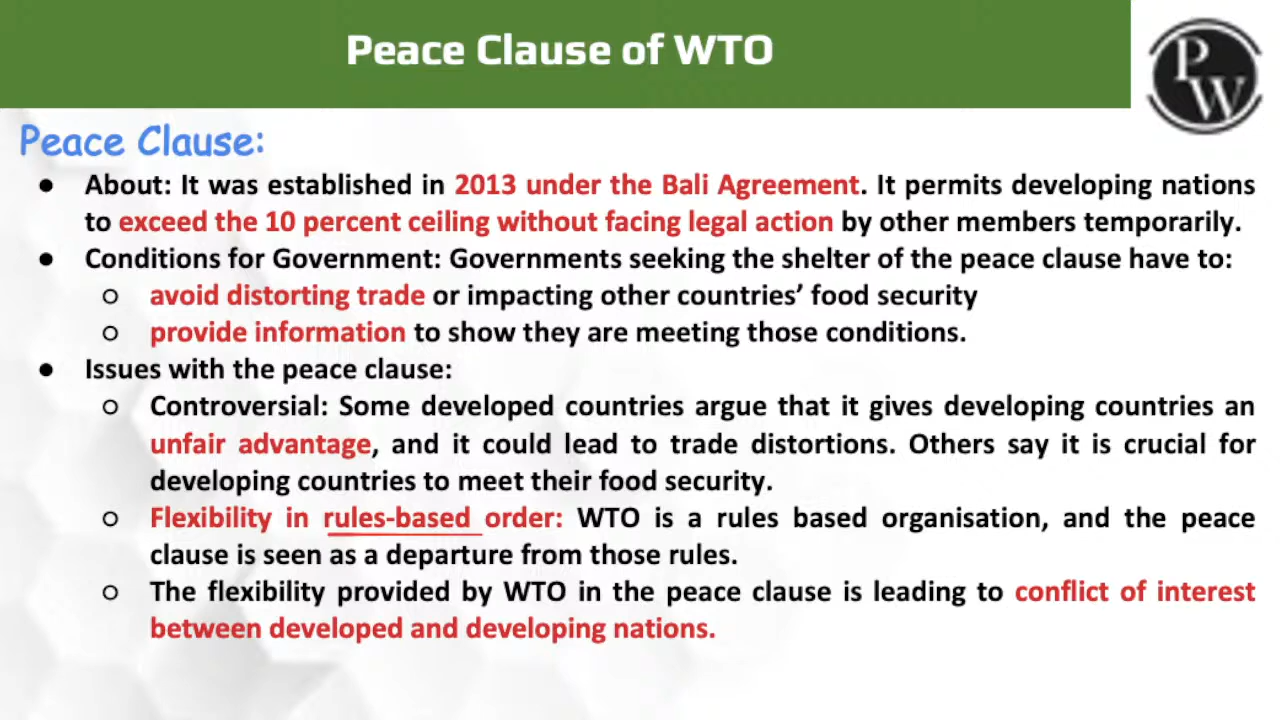 Peace Clause of WTO
PW
Peace Clause:
● About: It was established in 2013 under the Bali Agreement. It permits developing nations
to exceed the 10 percent ceiling without facing legal action by other members temporarily.
● Conditions for Government: Governments seeking the shelter of the peace clause have to:
○ avoid distorting trade or impacting other countries’ food security
○ provide information to show they are meeting those conditions.
● Issues with the peace clause:
○ Controversial: Some developed countries argue that it gives developing countries an
unfair advantage, and it could lead to trade distortions. Others say it is crucial for
developing countries to meet their food security.
○ Flexibility in rules-based order: WTO is a rules based organisation, and the peace
clause is seen as a departure from those rules.
○ The flexibility provided by WTO in the peace clause is leading to conflict of interest
between developed and developing nations.